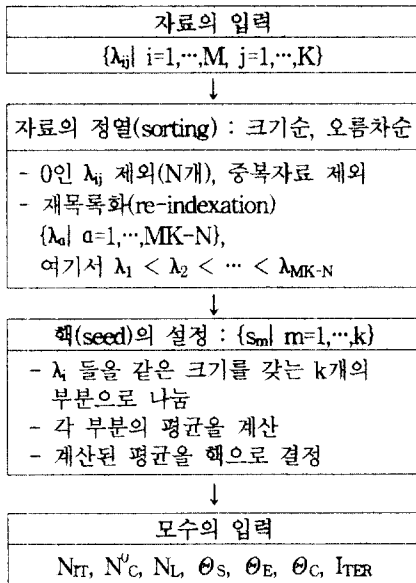 자료의 입력
{λij| i=1,⋯,M, j=1,⋯,K}
↓
자료의 정열(sorting) : 크기순, 오름차순
- 0인 λij 제외(N개), 중복자료 제외
- 재목록화(re-indexation)
{λa| a=1,⋯,MK-N},
여기서 λ1 < λ2 < ⋯ < λMK-N
↓
핵(seed)의 설정 : {sm| m=1,⋯,k}
- λi 들을 같은 크기를 갖는 k개의
부분으로 나눔
- 각 부분의 평균을 계산
- 계산된 평균을 핵으로 결정
↓
모수의 입력
NIT, N⁰C, NL, ΘS, ΘE, ΘC, ITER